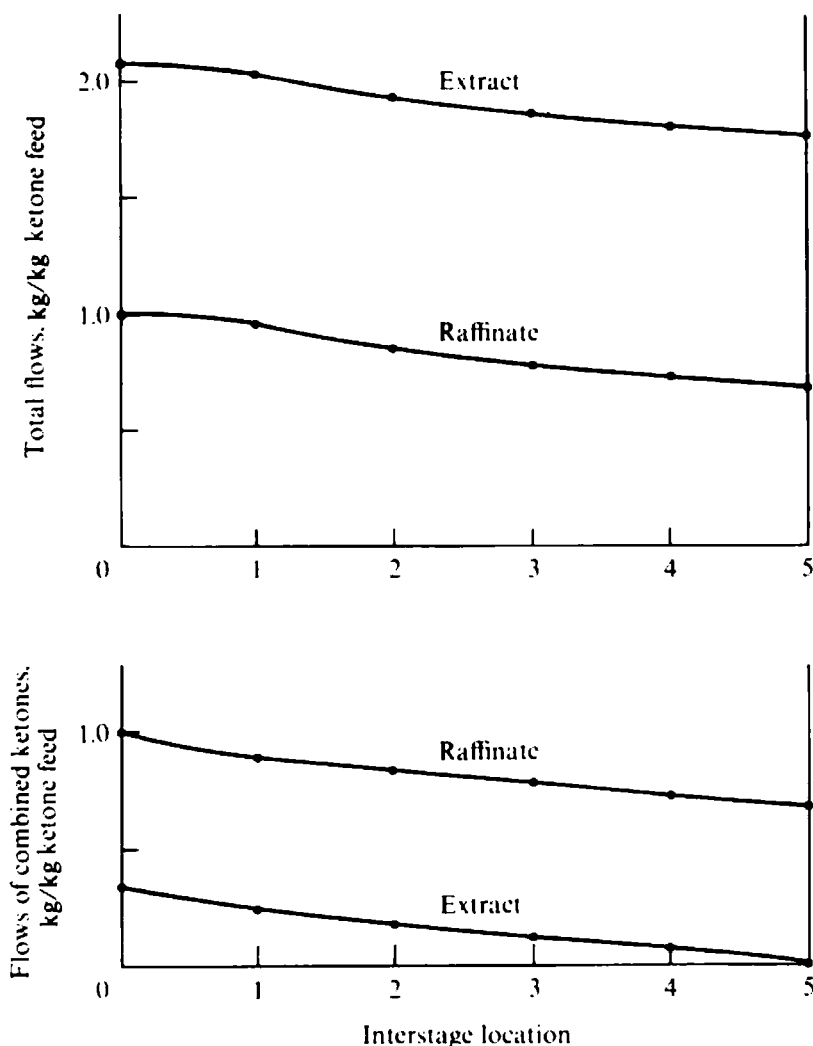 Total flows. kg/kg ketone feed
2.0
1.0
Extract
Raffinate
0 1 2 3 4 5
Flows of combined ketones.
kg/kg ketone feed
1.0
Raffinate
Extract
0 1 2 3 4 5
Interstage location